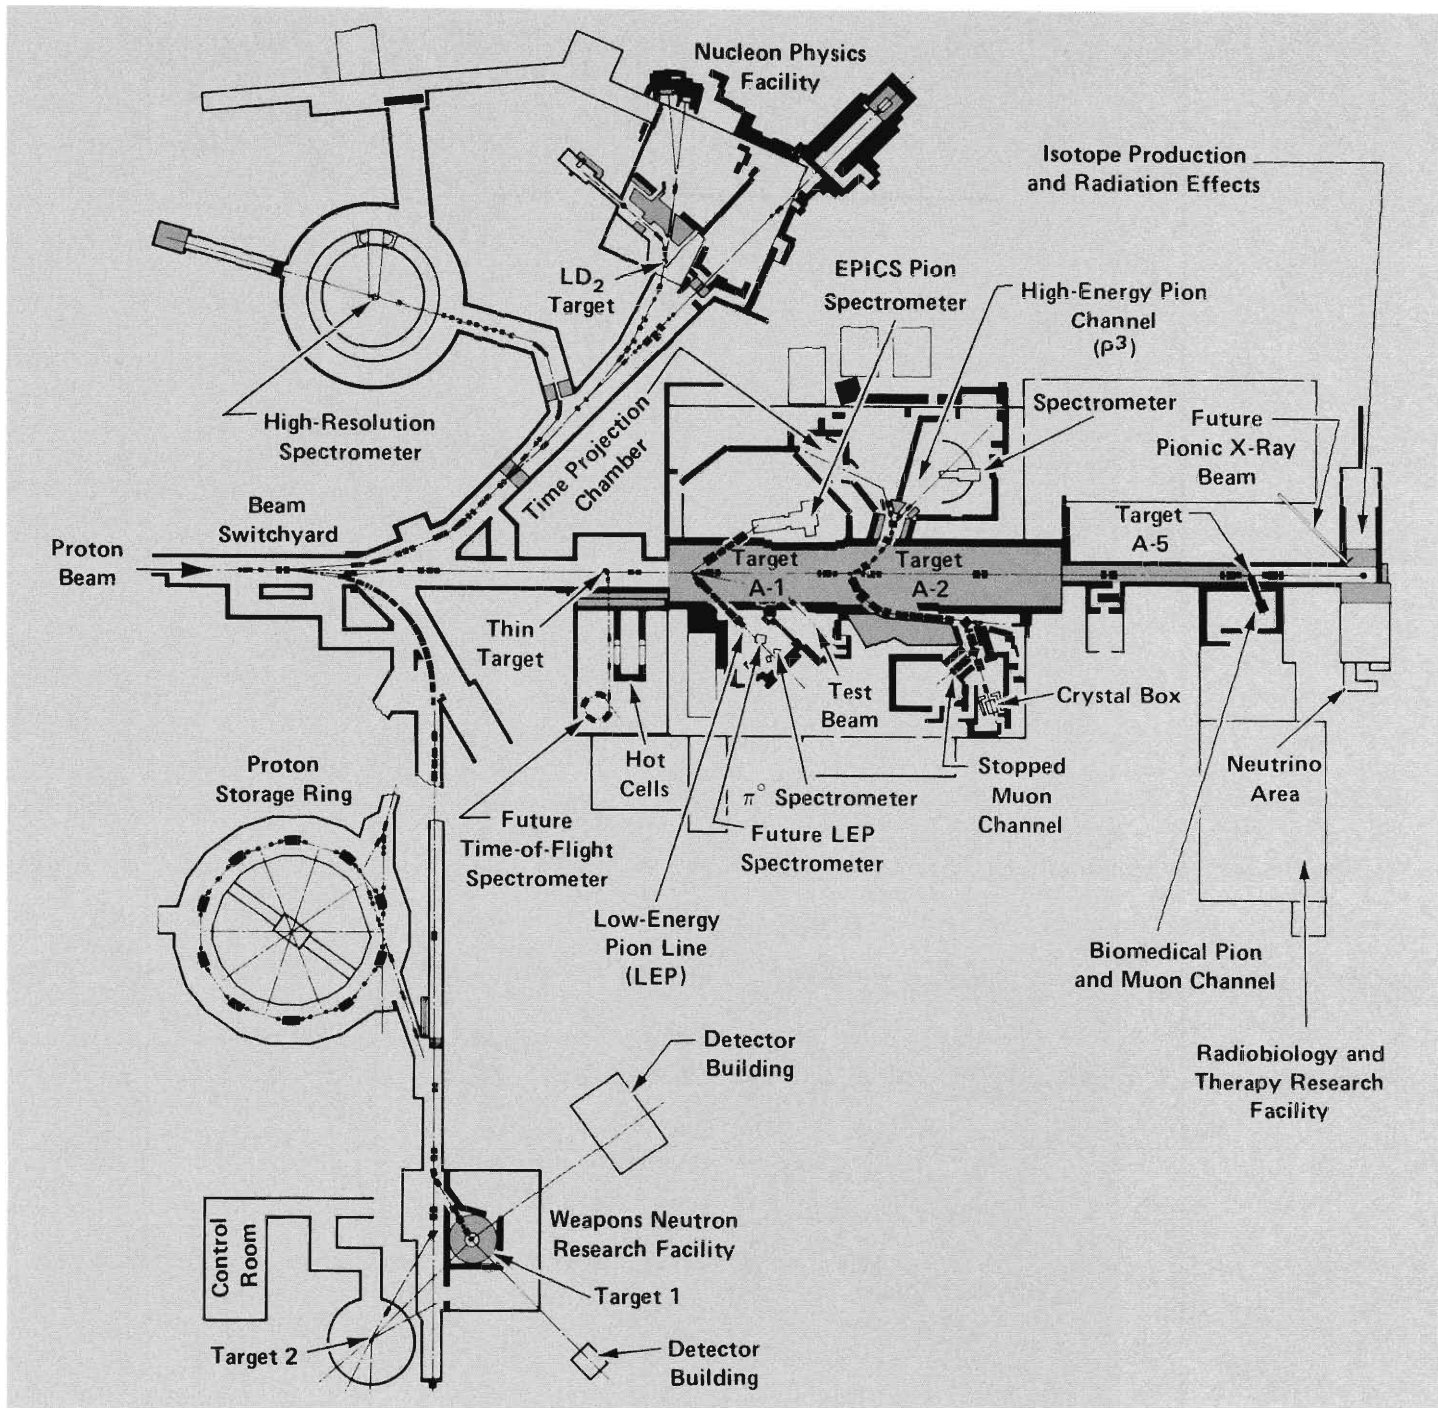 Nucleon Physics
Facility
Isotope Production
and Radiation Effects
LD2
Target
EPICS Pion
Spectrometer
High-Energy Pion
Channel
(P3)
High-Resolution
Spectrometer
Time Projection
Chamber
Spectrometer
Future
Pionic X-Ray
Beam
Beam
Switchyard
Proton
Beam
Target
A-1
Target
A-2
Target
A-5
Thin
Target
Test
Beam
Crystal Box
Hot
Cells
Stopped
Muon
Channel
Neutrino
Area
Proton
Storage Ring
π° Spectrometer
Future
Time-of-Flight
Spectrometer
Future LEP
Spectrometer
Low-Energy
Pion Line
(LEP)
Biomedical Pion
and Muon Channel
Detector
Building
Radiobiology and
Therapy Research
Facility
Control
Room
Weapons Neutron
Research Facility
Target 1
Target 2
Detector
Building